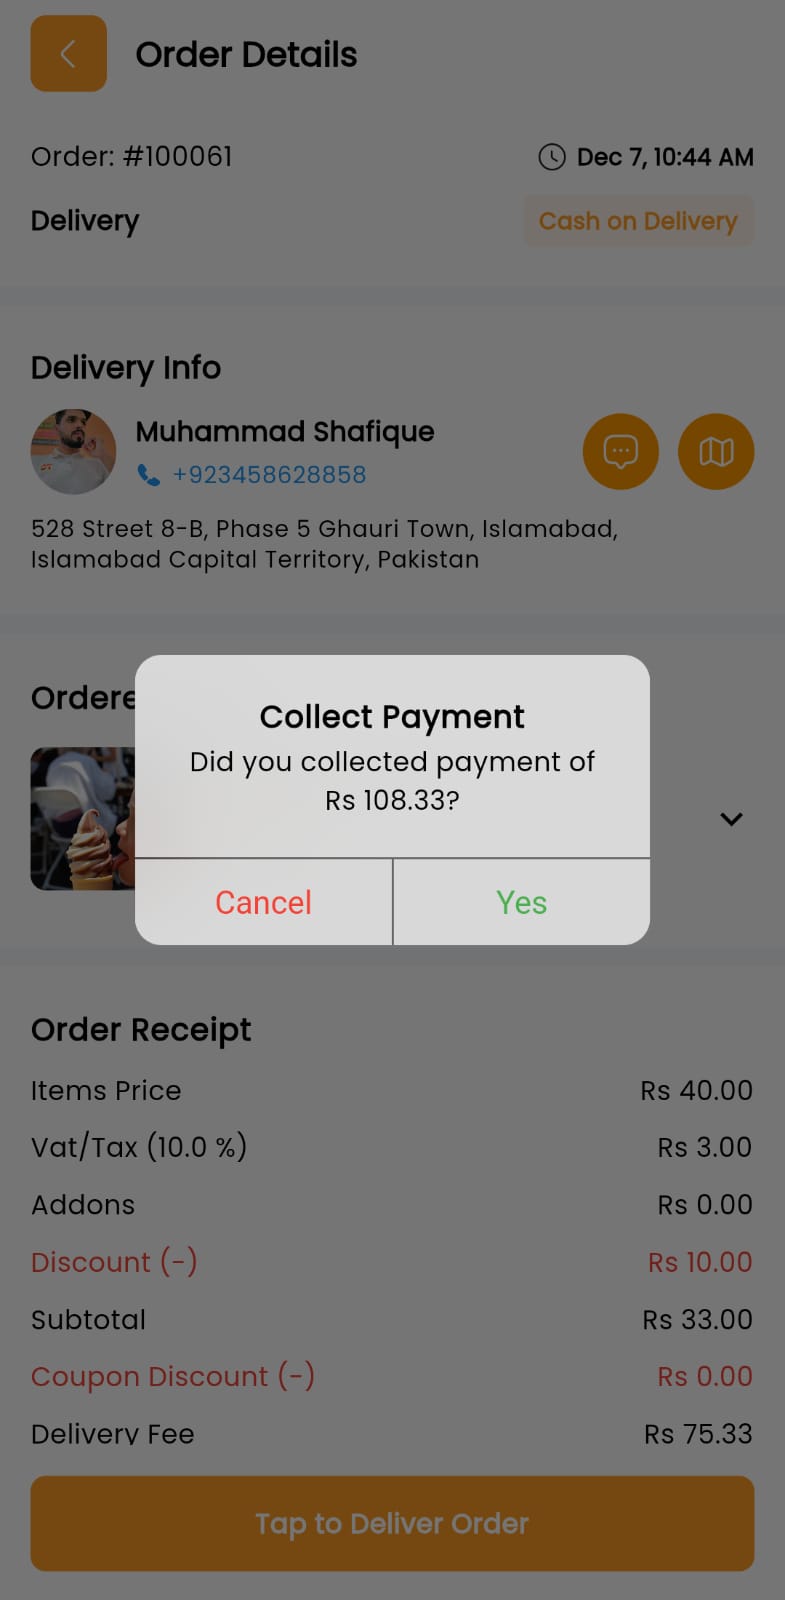 Order Details
Order: #100061
Dec 7, 10:44 AM
Delivery
Cash on Delivery
Delivery Info
Muhammad Shafique
+923458628858
528 Street 8-B, Phase 5 Ghauri Town, Islamabad,
Islamabad Capital Territory, Pakistan
Ordere
Collect Payment
Did you collected payment of
Rs 108.33?
Cancel
Yes
Order Receipt
Items Price
Rs 40.00
Vat/Tax (10.0 %)
Rs 3.00
Addons
Rs 0.00
Discount (-)
Rs 10.00
Subtotal
Rs 33.00
Coupon Discount (-)
Rs 0.00
Delivery Fee
Rs 75.33
Tap to Deliver Order